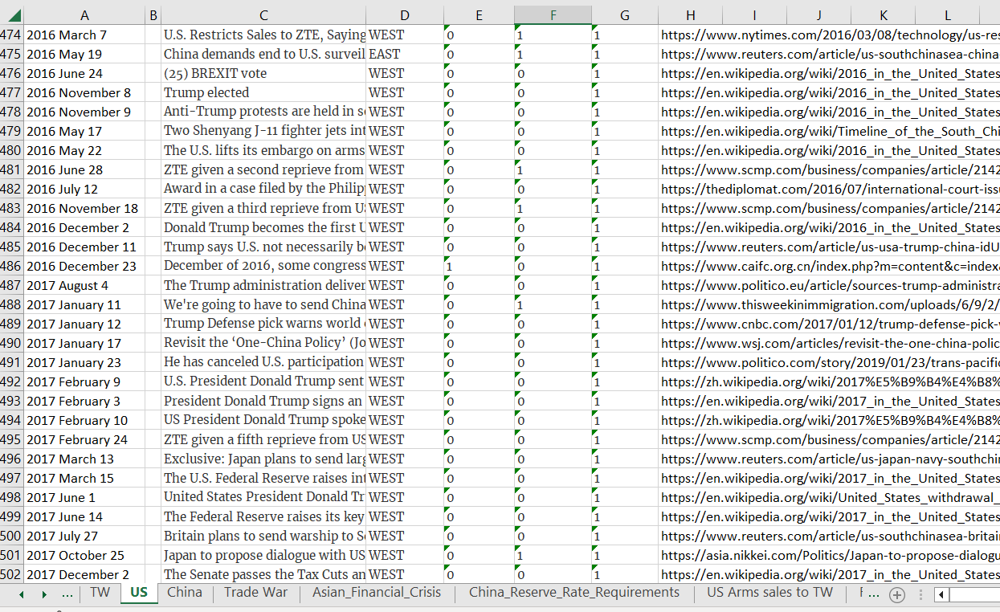 A B C D E F G H I J K L
474 2016 March 7 U.S. Restricts Sales to ZTE, Saying WEST 0 1 1 https://www.nytimes.com/2016/03/08/technology/us-res
475 2016 May 19 China demands end to U.S. surveil EAST 0 1 1 https://www.reuters.com/article/us-southchinasea-china
476 2016 June 24 (25) BREXIT vote WEST 0 0 1 https://en.wikipedia.org/wiki/2016_in_the_United_States
477 2016 November 8 Trump elected WEST 0 0 1 https://en.wikipedia.org/wiki/2016_in_the_United_States
478 2016 November 9 Anti-Trump protests are held in se WEST 0 0 1 https://en.wikipedia.org/wiki/2016_in_the_United_States
479 2016 May 17 Two Shenyang J-11 fighter jets int WEST 0 0 1 https://en.wikipedia.org/wiki/Timeline_of_the_South_Chi
480 2016 May 22 The U.S. lifts its embargo on arms WEST 0 0 1 https://en.wikipedia.org/wiki/2016_in_the_United_States
481 2016 June 28 ZTE given a second reprieve from WEST 0 1 1 https://www.scmp.com/business/companies/article/2142
482 2016 July 12 Award in a case filed by the Philipp WEST 0 0 1 https://thediplomat.com/2016/07/international-court-issu
483 2016 November 18 ZTE given a third reprieve from US WEST 0 1 1 https://www.scmp.com/business/companies/article/2142
484 2016 December 2 Donald Trump becomes the first U WEST 0 0 1 https://en.wikipedia.org/wiki/2016_in_the_United_States
485 2016 December 11 Trump says U.S. not necessarily b WEST 0 0 1 https://www.reuters.com/article/us-usa-trump-china-idU
486 2016 December 23 December of 2016, some congress WEST 1 0 1 https://www.caifc.org.cn/index.php?m=content&c=index&
487 2017 August 4 The Trump administration deliver WEST 0 0 1 https://www.politico.eu/article/sources-trump-administra
488 2017 January 11 We're going to have to send China WEST 0 1 1 https://www.thisweekinimmigration.com/uploads/6/9/2/
489 2017 January 12 Trump Defense pick warns world WEST 0 0 1 https://www.cnbc.com/2017/01/12/trump-defense-pick-
490 2017 January 17 Revisit the ‘One-China Policy’ (Jo WEST 0 0 1 https://www.wsj.com/articles/revisit-the-one-china-polic
491 2017 January 23 He has canceled U.S. participation WEST 0 0 1 https://www.politico.com/story/2019/01/23/trans-pacific
492 2017 February 9 U.S. President Donald Trump sent WEST 0 0 1 https://zh.wikipedia.org/wiki/2017%E5%B9%B4%E4%B8%
493 2017 February 3 President Donald Trump signs an WEST 0 0 1 https://en.wikipedia.org/wiki/2017_in_the_United_States
494 2017 February 10 US President Donald Trump spoke WEST 0 0 1 https://zh.wikipedia.org/wiki/2017%E5%B9%B4%E4%B8%
495 2017 February 24 ZTE given a fifth reprieve from US WEST 0 0 1 https://www.scmp.com/business/companies/article/2142
496 2017 March 13 Exclusive: Japan plans to send larg WEST 0 0 1 https://www.reuters.com/article/us-japan-navy-southchi
497 2017 March 15 The U.S. Federal Reserve raises int WEST 0 0 1 https://en.wikipedia.org/wiki/2017_in_the_United_States
498 2017 June 1 United States President Donald Tr WEST 0 0 1 https://en.wikipedia.org/wiki/United_States_withdrawal_
499 2017 June 14 The Federal Reserve raises its key WEST 0 0 1 https://en.wikipedia.org/wiki/2017_in_the_United_States
500 2017 July 27 Britain plans to send warship to S WEST 0 0 1 https://www.reuters.com/article/us-southchinasea-britai
501 2017 October 25 Japan to propose dialogue with US WEST 0 1 1 https://asia.nikkei.com/Politics/Japan-to-propose-dialogu
502 2017 December 2 The Senate passes the Tax Cuts an WEST 0 0 1 https://en.wikipedia.org/wiki/2017_in_the_United_States
... TW US China Trade War Asian_Financial_Crisis China_Reserve_Rate_Requirements US Arms sales to TW ...